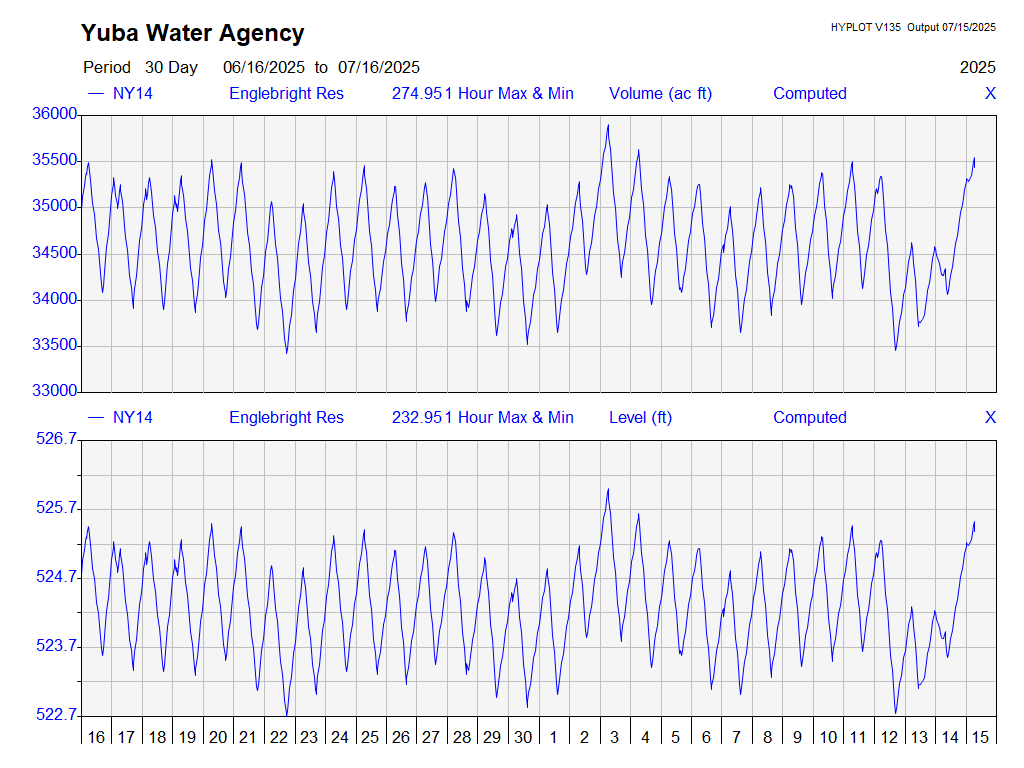 Yuba Water Agency
HYPLOT V135 Output 07/15/2025
Period 30 Day 06/16/2025 to 07/16/2025 2025
NY14 Englebright Res 274.951 Hour Max & Min Volume (ac ft) Computed X
36000
35500
35000
34500
34000
33500
33000
NY14 Englebright Res 232.951 Hour Max & Min Level (ft) Computed X
526.7
525.7
524.7
523.7
522.7
16 17 18 19 20 21 22 23 24 25 26 27 28 29 30 1 2 3 4 5 6 7 8 9 10 11 12 13 14 15